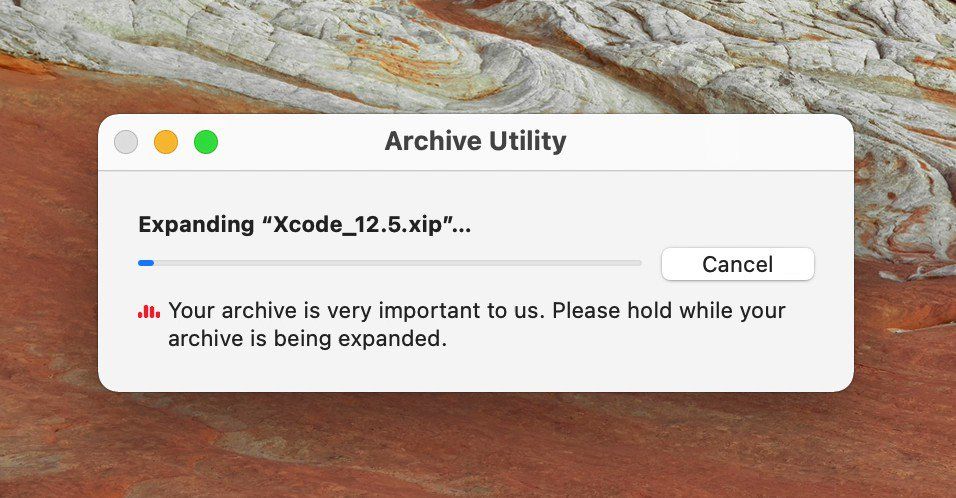 Archive Utility
Expanding “Xcode_12.5.xip”...
Cancel
Your archive is very important to us. Please hold while your
archive is being expanded.